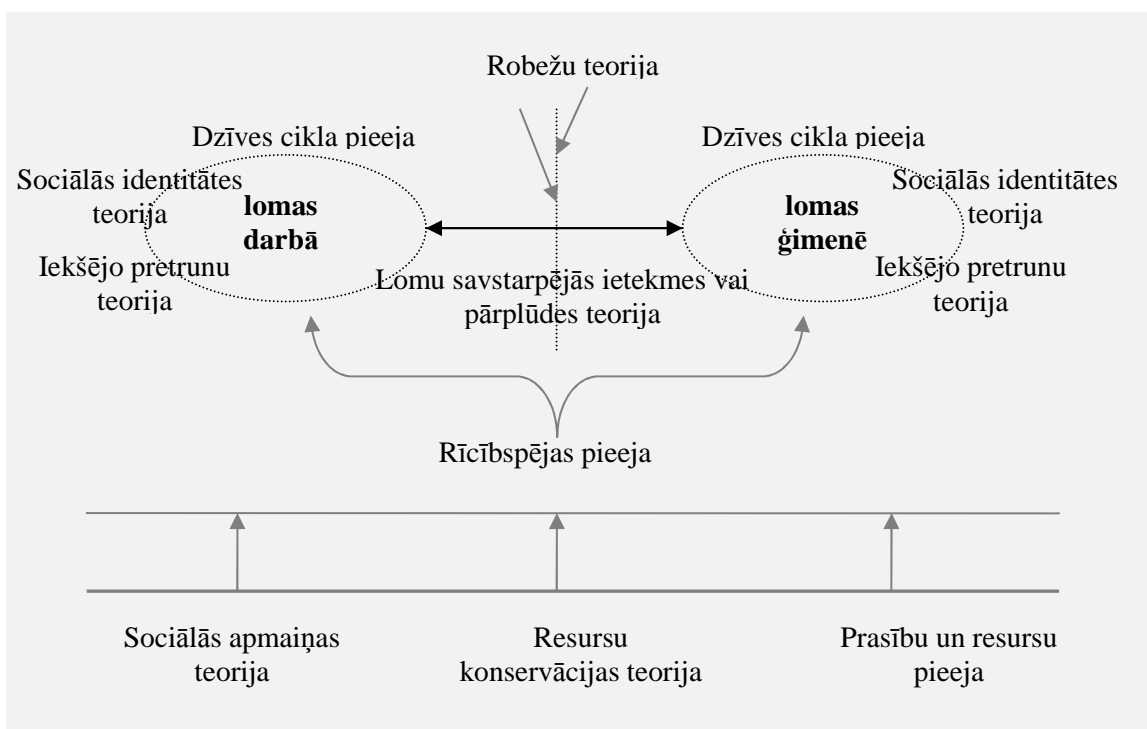 Robežu teorija
Dzīves cikla pieeja
Dzīves cikla pieeja
Sociālās identitātes
teorija
lomas
darbā
lomas
ģimenē
Sociālās identitātes
teorija
Iekšējo pretrunu
teorija
Lomu savstarpējās ietekmes vai
pārplūdes teorija
Iekšējo pretrunu
teorija
Rīcībspējas pieeja
Sociālās apmaiņas
teorija
Resursu
konservācijas teorija
Prasību un resursu
pieeja